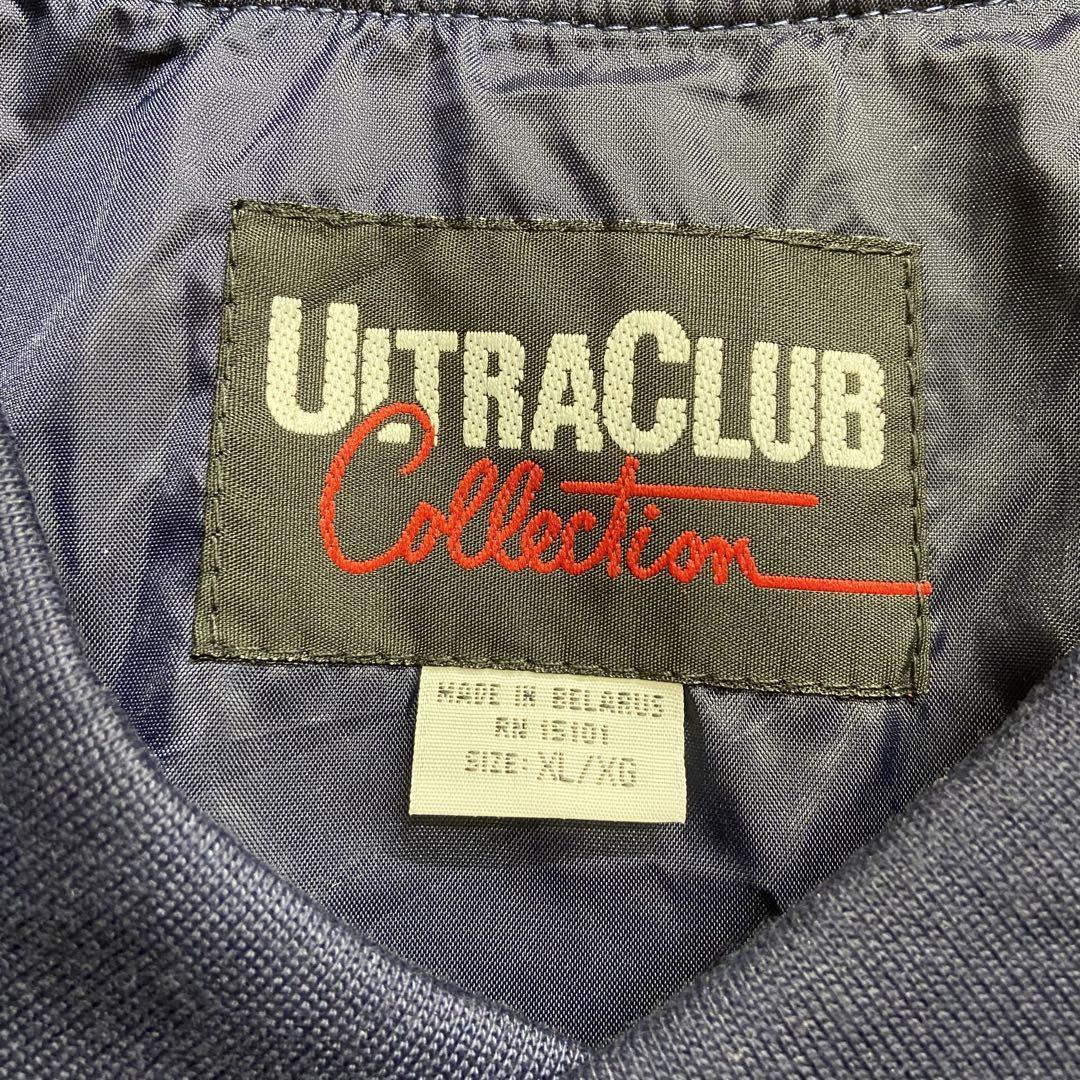 ULTRACLUB
Collection
MADE IN BELARUS
RN 15101
SIZE: XL/XG